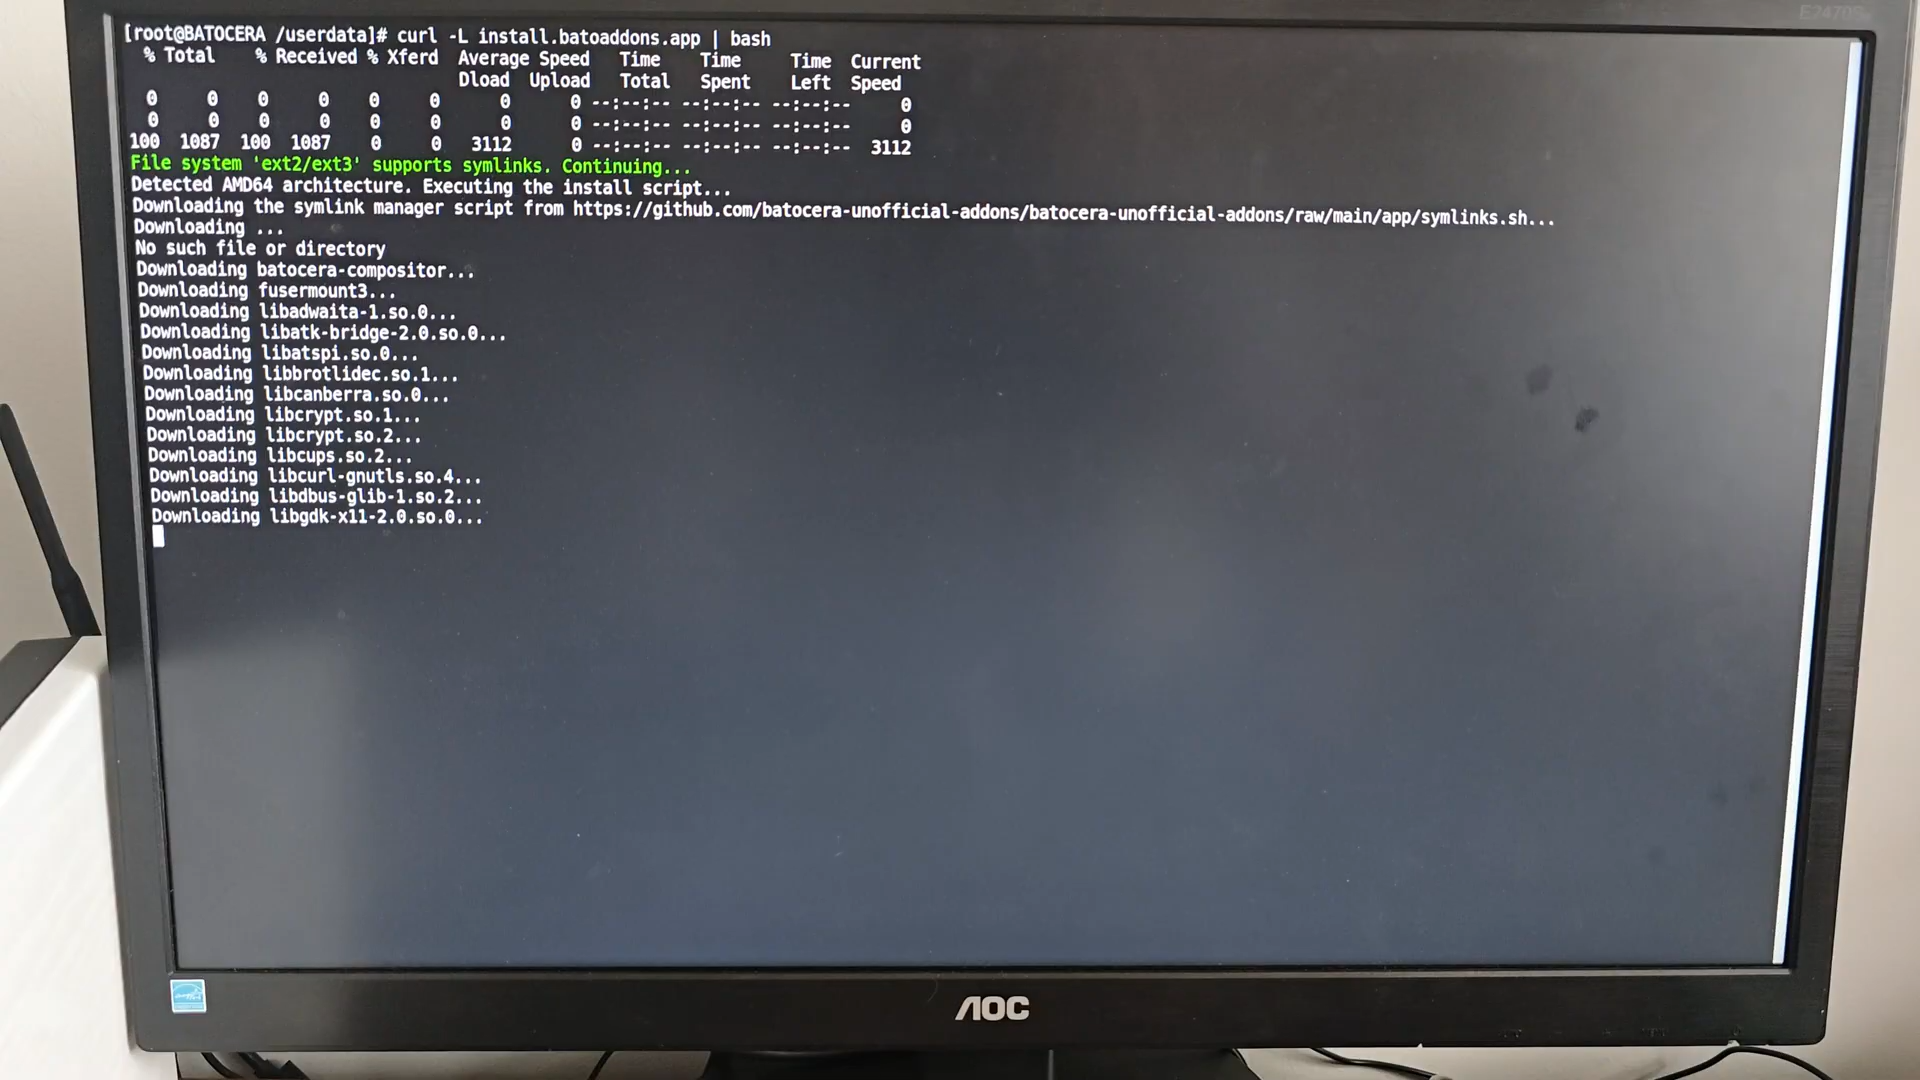 [root@BATOCERA /userdata]# curl -L install.batoaddons.app | bash
% Total % Received % Xferd Average Speed Time Time Time Current
Dload Upload Total Spent Left Speed
0 0 0 0 0 0 0 0 --:--:-- --:--:-- --:--:-- 0
0 0 0 0 0 0 0 0 --:--:-- --:--:-- --:--:-- 0
100 1087 100 1087 0 0 3112 0 --:--:-- --:--:-- --:--:-- 3112
File system 'ext2/ext3' supports symlinks. Continuing...
Detected AMD64 architecture. Executing the install script...
Downloading the symlink manager script from https://github.com/batocera-unofficial-addons/batocera-unofficial-addons/raw/main/app/symlinks.sh...
Downloading ...
No such file or directory
Downloading batocera-compositor...
Downloading fusermount3...
Downloading libadwaita-1.so.0...
Downloading libatk-bridge-2.0.so.0...
Downloading libatspi.so.0...
Downloading libbrotlidec.so.1...
Downloading libcanberra.so.0...
Downloading libcrypt.so.1...
Downloading libcrypt.so.2...
Downloading libcups.so.2...
Downloading libcurl-gnutls.so.4...
Downloading libdbus-glib-1.so.2...
Downloading libgdk-x11-2.0.so.0...
AOC